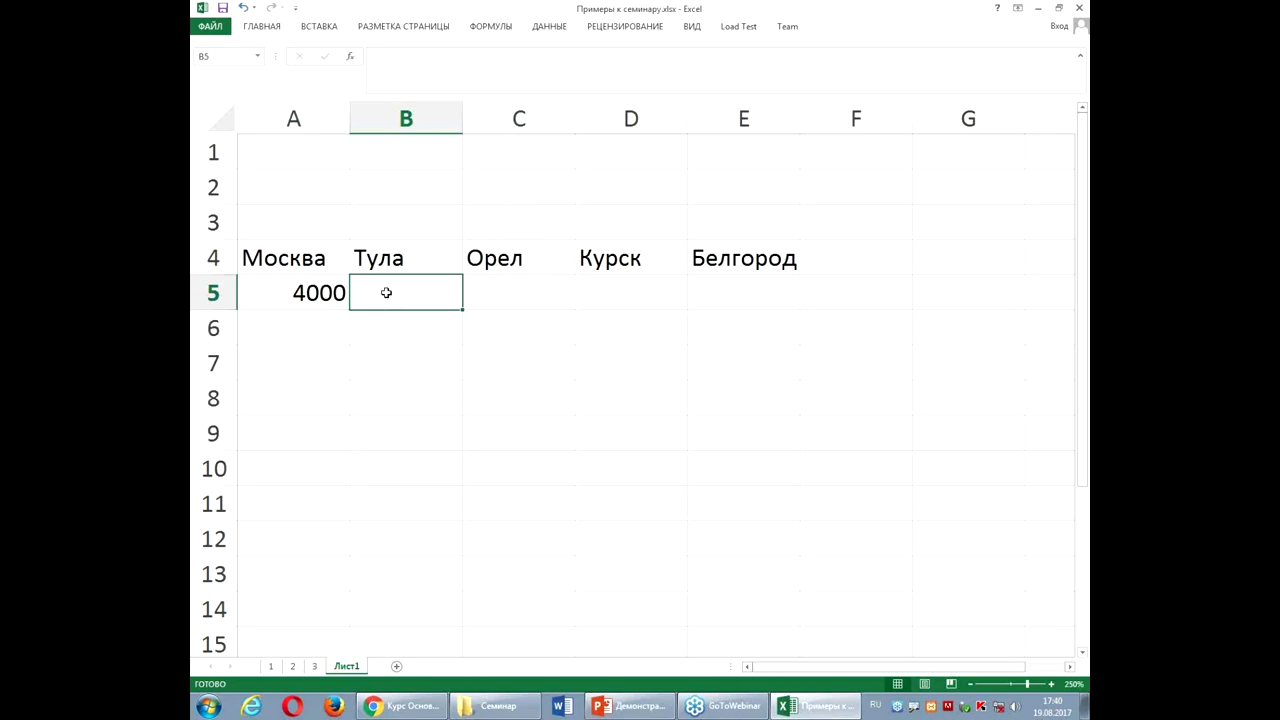 Примеры к семинару.xlsx - Excel
ФАЙЛ ГЛАВНАЯ ВСТАВКА РАЗМЕТКА СТРАНИЦЫ ФОРМУЛЫ ДАННЫЕ РЕЦЕНЗИРОВАНИЕ ВИД Load Test Team Вход
B5 fx
A B C D E F G
1
2
3
4 Москва Тула Орел Курск Белгород
5 4000
6
7
8
9
10
11
12
13
14
15
1 2 3 Лист1
ГОТОВО 250%
Курс Основ... Семинар Демонстра... GoToWebinar Примеры к ... RU 17:40
19.08.2017